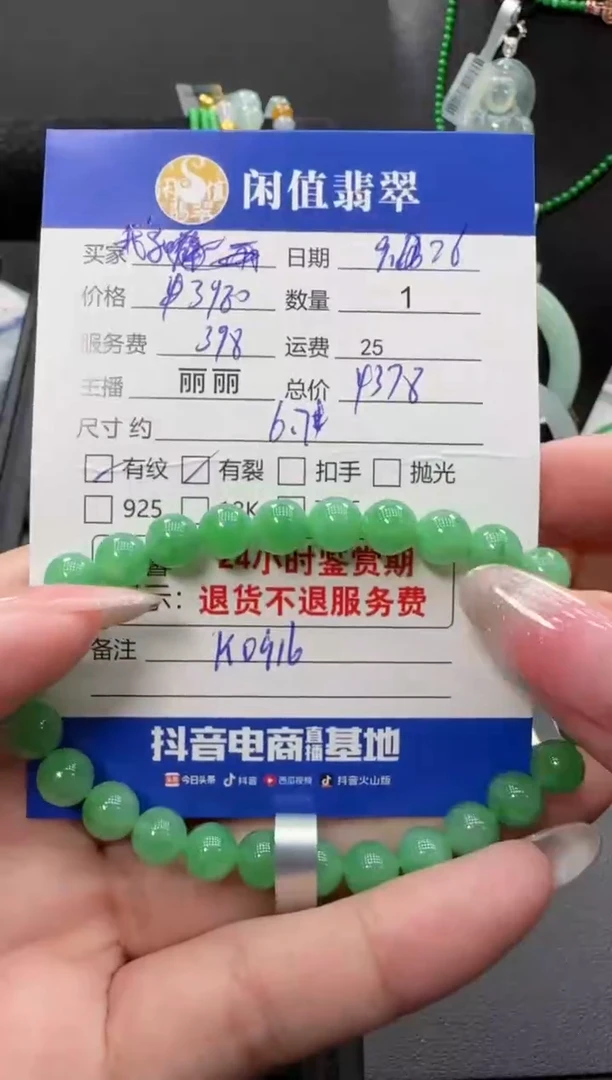 闲值翡翠
买家 日期
价格 ¥3980 数量 1
服务费 398 运费 25
主播 丽丽 总价
尺寸约 6.7
有纹 有裂 扣手 抛光
925
24小时鉴赏期
示：退货不退服务费
备注 K0916
抖音电商直播基地
今日头条 抖音 西瓜视频 抖音火山版